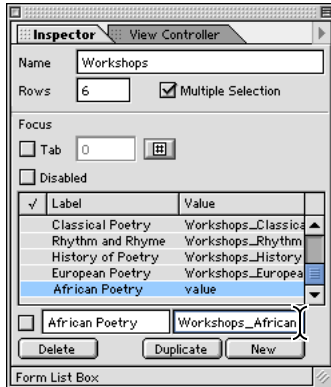 Inspector View Controller
Name Workshops
Rows 6 Multiple Selection
Focus
Tab 0
Disabled
Label Value
Classical Poetry Workshops_Classica
Rhythm and Rhyme Workshops_Rhythm
History of Poetry Workshops_History
European Poetry Workshops_Europea
African Poetry value
African Poetry Workshops_African
Delete Duplicate New
Form List Box